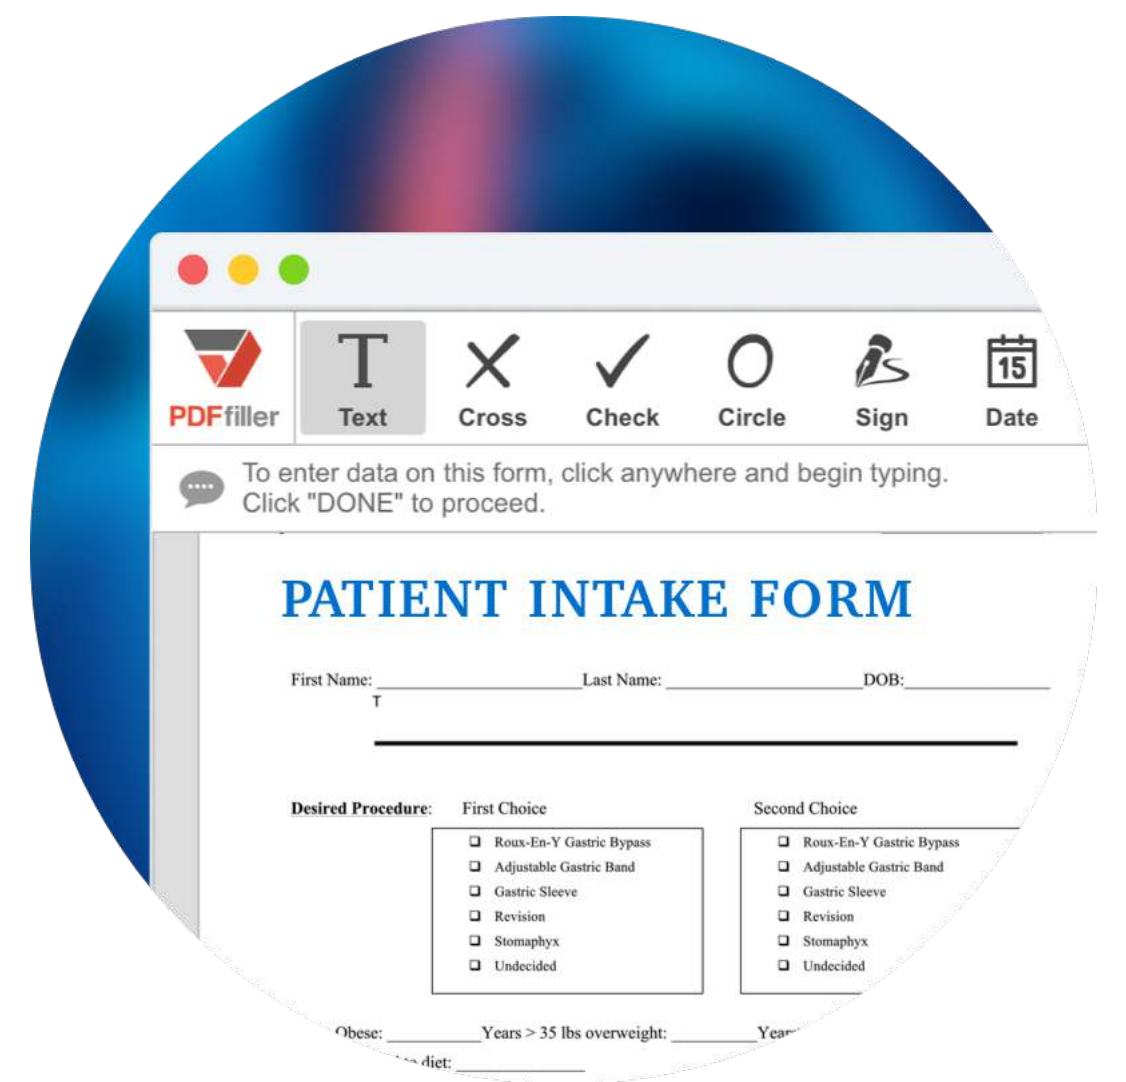 15
PDFfiller Text Cross Check Circle Sign Date
To enter data on this form, click anywhere and begin typing.
Click "DONE" to proceed.
PATIENT INTAKE FORM
First Name: Last Name: DOB:
T
Desired Procedure: First Choice Second Choice
Roux-En-Y Gastric Bypass Roux-En-Y Gastric Bypass
Adjustable Gastric Band Adjustable Gastric Band
Gastric Sleeve Gastric Sleeve
Revision Revision
Stomaphyx Stomaphyx
Undecided Undecided
Obese: Years > 35 lbs overweight:
diet: